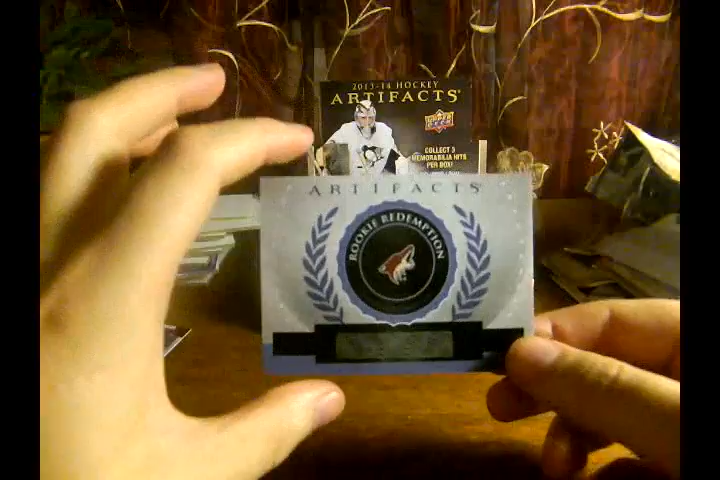 2013-14 HOCKEY
ARTIFACTS
UPPER DECK
COLLECT 3
MEMORABILIA HITS
PER BOX!
ARTIFACTS
ROOKIE REDEMPTION